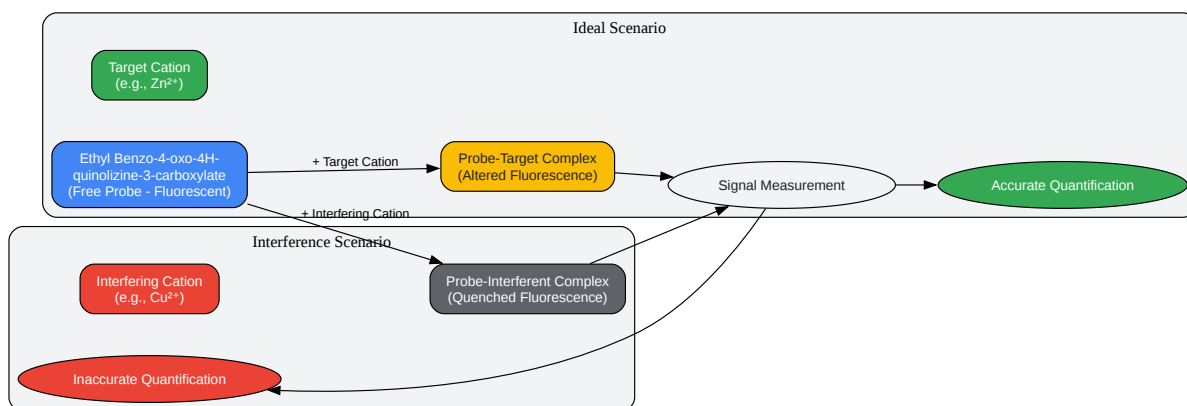 Ideal Scenario
Target Cation
(e.g., Zn²⁺)
Ethyl Benzo-4-oxo-4H-
quinolizine-3-carboxylate
(Free Probe - Fluorescent)
+ Target Cation
Probe-Target Complex
(Altered Fluorescence)
Signal Measurement
Accurate Quantification
+ Interfering Cation
Interference Scenario
Interfering Cation
(e.g., Cu²⁺)
Probe-Interferent Complex
(Quenched Fluorescence)
Inaccurate Quantification